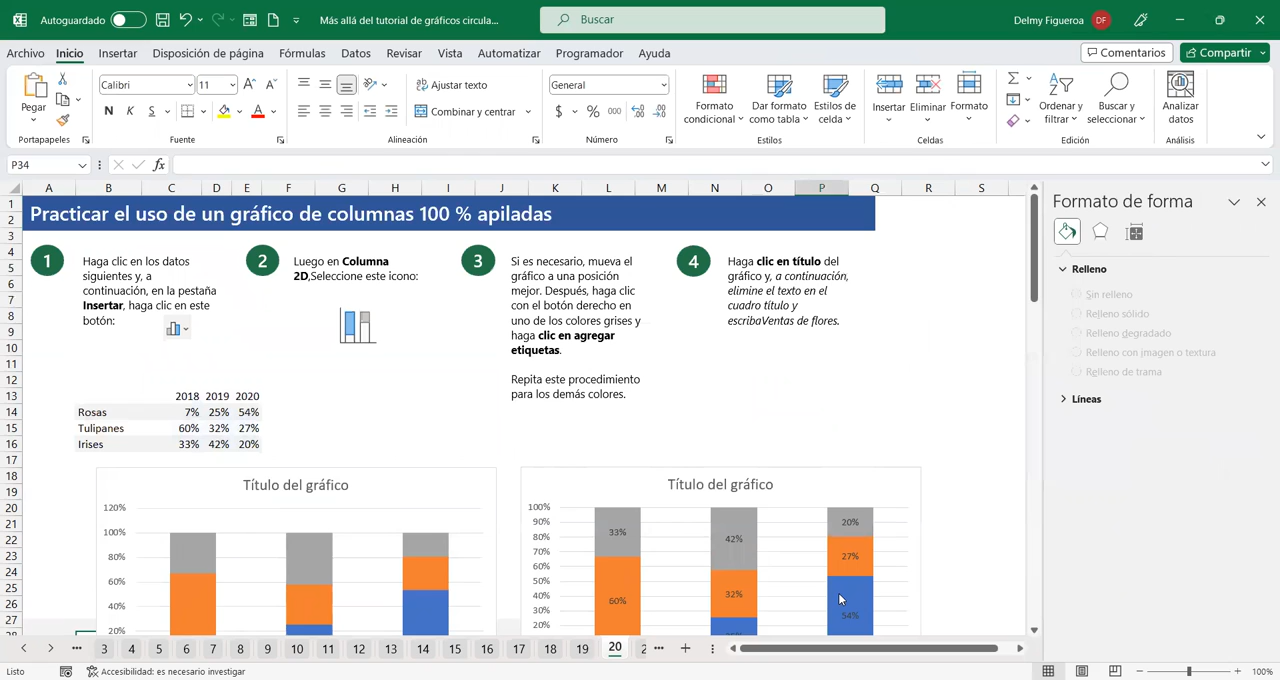 Autoguardado
Más allá del tutorial de gráficos circula...
Buscar
Delmy Figueroa DF
Archivo Inicio Insertar Disposición de página Fórmulas Datos Revisar Vista Automatizar Programador Ayuda
Comentarios Compartir
Pegar
Portapapeles
Calibri 11
N K S
Fuente
Ajustar texto
Combinar y centrar
Alineación
General
$ % 000
Número
Formato condicional
Dar formato como tabla
Estilos de celda
Estilos
Insertar Eliminar Formato
Celdas
Ordenar y filtrar
Buscar y seleccionar
Edición
Analizar datos
Análisis
P34
fx
A B C D E F G H I J K L M N O P Q R S
1
2
3
4
5
6
7
8
9
10
11
12
13
14
15
16
17
18
19
20
21
22
23
24
25
26
27
Practicar el uso de un gráfico de columnas 100 % apiladas
1
Haga clic en los datos
siguientes y, a
continuación, en la pestaña
Insertar, haga clic en este
botón:
2
Luego en Columna
2D,Seleccione este icono:
3
Si es necesario, mueva el
gráfico a una posición
mejor. Después, haga clic
con el botón derecho en
uno de los colores grises y
haga clic en agregar
etiquetas.
Repita este procedimiento
para los demás colores.
4
Haga clic en título del
gráfico y, a continuación,
elimine el texto en el
cuadro título y
escribaVentas de flores.
2018 2019 2020
Rosas 7% 25% 54%
Tulipanes 60% 32% 27%
Irises 33% 42% 20%
Título del gráfico
120%
100%
80%
60%
40%
20%
Título del gráfico
100%
90%
80%
70%
60%
50%
40%
30%
20%
33% 42% 20%
60% 32% 27%
54%
Formato de forma
Relleno
Sin relleno
Relleno sólido
Relleno degradado
Relleno con imagen o textura
Relleno de trama
Líneas
3 4 5 6 7 8 9 10 11 12 13 14 15 16 17 18 19 20
Listo
Accesibilidad: es necesario investigar
100%